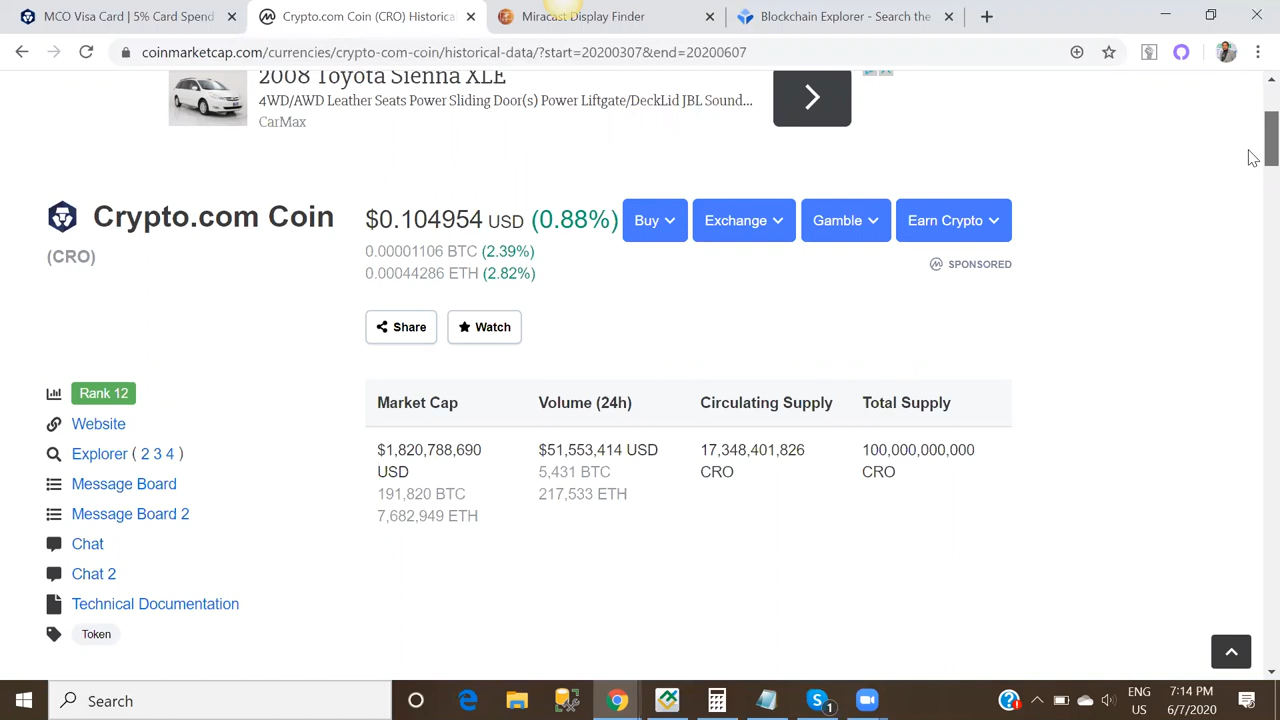 MCO Visa Card | 5% Card Spend
Crypto.com Coin (CRO) Historical
Miracast Display Finder
Blockchain Explorer - Search the
coinmarketcap.com/currencies/crypto-com-coin/historical-data/?start=20200307&end=20200607
2008 Toyota Sienna XLE
4WD/AWD Leather Seats Power Sliding Door(s) Power Liftgate/DeckLid JBL Sound...
CarMax
Crypto.com Coin
(CRO)
$0.104954 USD (0.88%)
0.00001106 BTC (2.39%)
0.00044286 ETH (2.82%)
Buy
Exchange
Gamble
Earn Crypto
SPONSORED
Share
Watch
Rank 12
Website
Explorer ( 2 3 4 )
Message Board
Message Board 2
Chat
Chat 2
Technical Documentation
Token
Market Cap Volume (24h) Circulating Supply Total Supply
$1,820,788,690 $51,553,414 USD 17,348,401,826 100,000,000,000
USD 5,431 BTC CRO CRO
191,820 BTC 217,533 ETH
7,682,949 ETH
Search
1
ENG
US
7:14 PM
6/7/2020